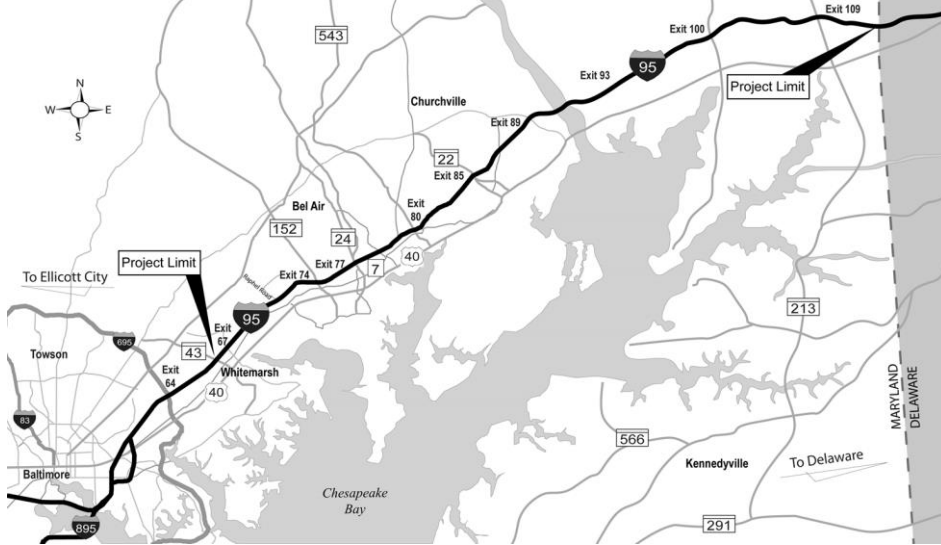 Exit 109
543
Exit 100
95
N
W E
S
Exit 93
Project Limit
Churchville
Exit 89
22
Exit 85
Bel Air
Exit
80
152
24
40
Project Limit
7
Exit 77
To Ellicott City
Exit 74
Raphel Road
213
95
Exit
67
695
43
Towson
Whitemarsh
Exit
64
40
MARYLAND
DELAWARE
83
566
Kennedyville
To Delaware
Baltimore
Chesapeake
Bay
895
291